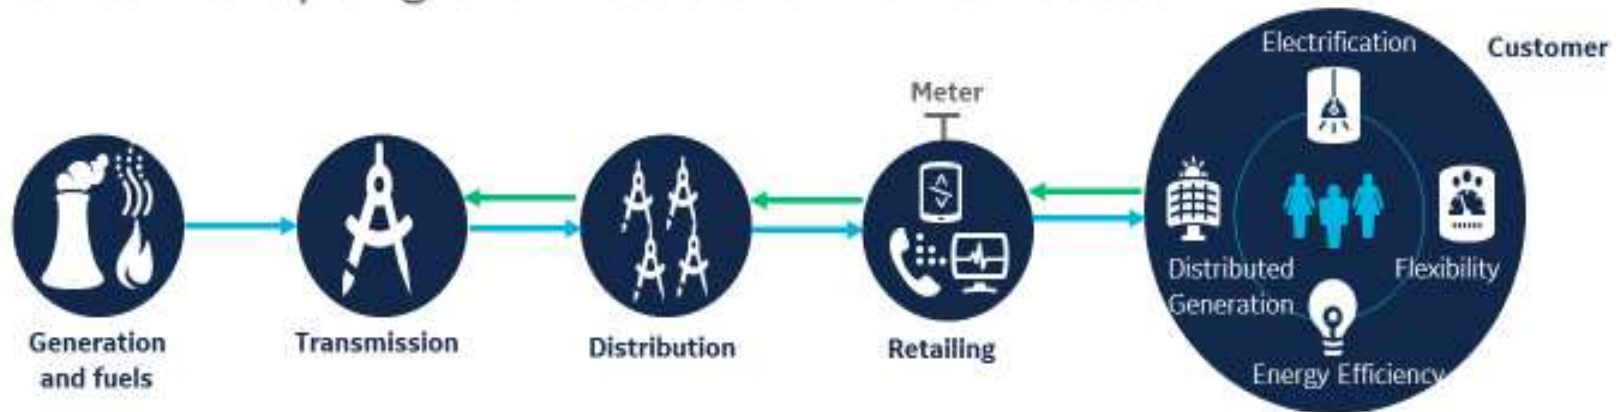 Electrification
Customer
Meter
Distributed
Generation
Flexibility
Energy Efficiency
Generation
and fuels
Transmission
Distribution
Retailing